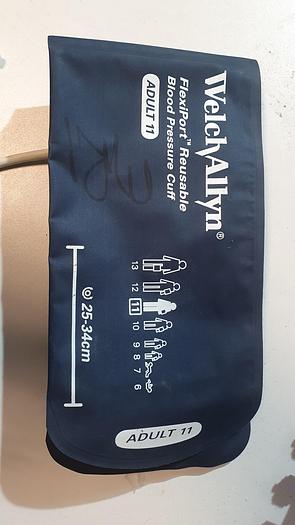 WelchAllyn®
FlexiPort™ Reusable
Blood Pressure Cuff
ADULT 11
13 12 11 10 9 8 7 6
25-34cm
ADULT 11